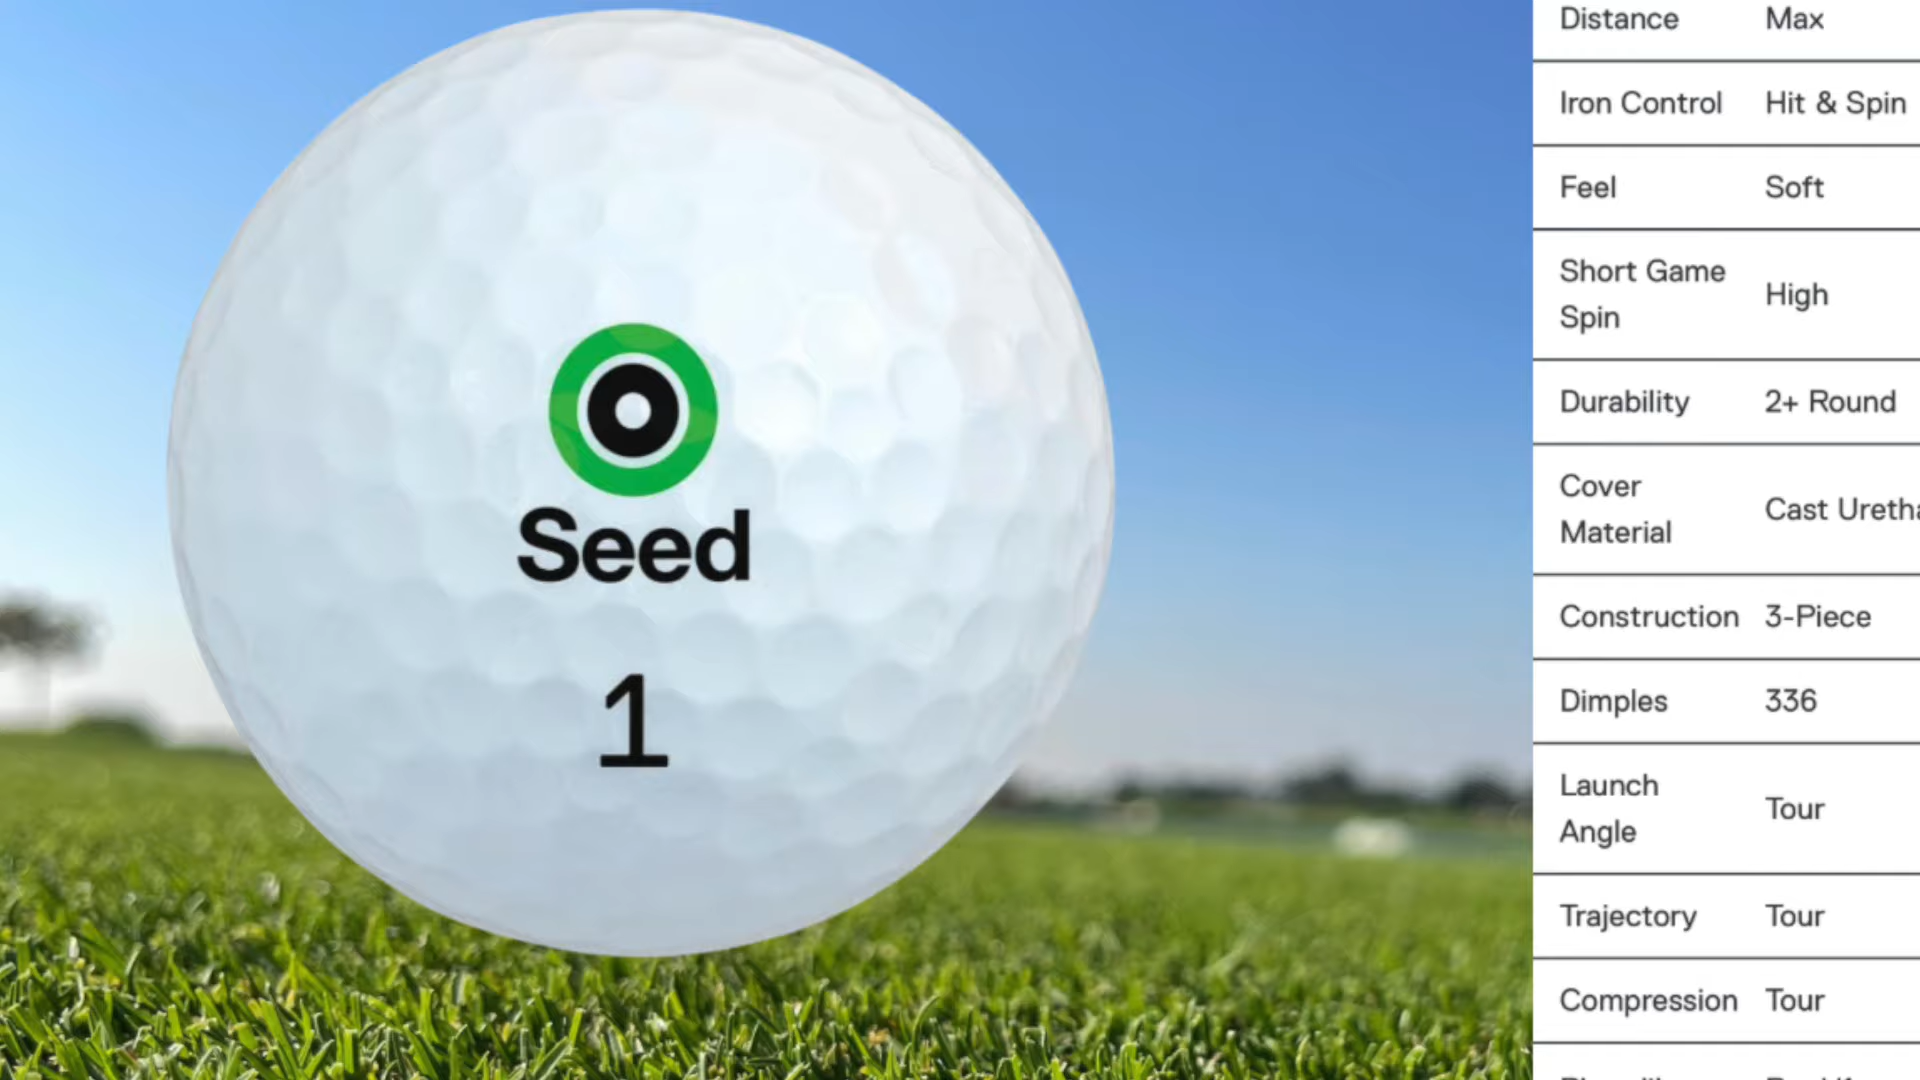 Seed
1
Distance Max
Iron Control Hit & Spin
Feel Soft
Short Game
Spin
High
Durability 2+ Round
Cover
Material
Cast
Construction 3-Piece
Dimples 336
Launch
Angle
Tour
Trajectory Tour
Compression Tour